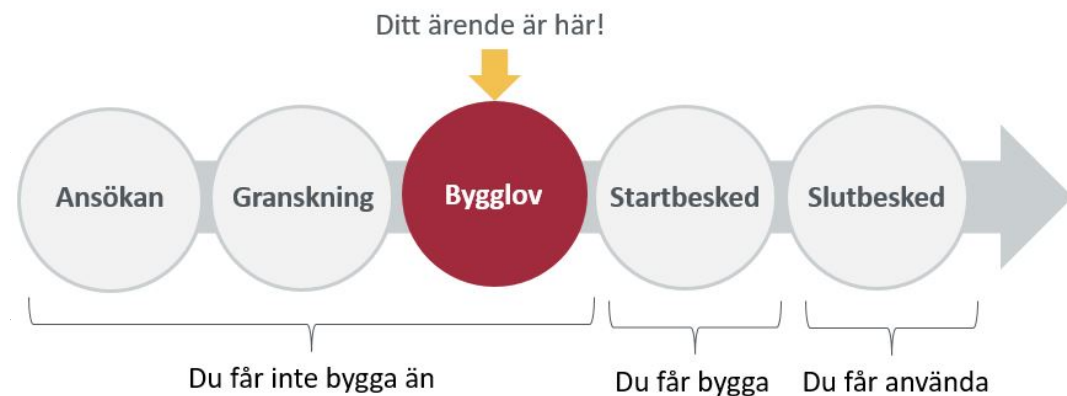 Ditt ärende är här!
Ansökan
Granskning
Bygglov
Startbesked
Slutbesked
Du får inte bygga än
Du får bygga
Du får använda